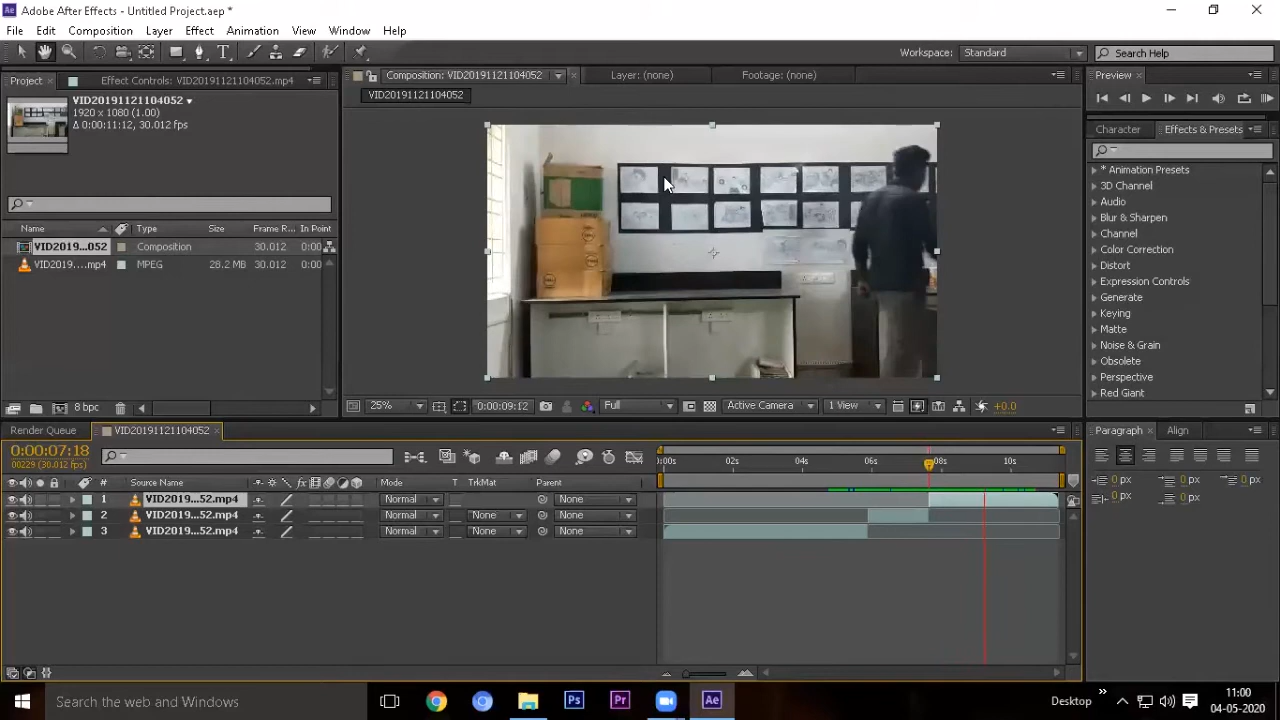 Adobe After Effects - Untitled Project.aep *
File Edit Composition Layer Effect Animation View Window Help
Workspace: Standard Search Help
Project Effect Controls: VID20191121104052.mp4
Composition: VID20191121104052 Layer: (none) Footage: (none)
Preview
VID20191121104052
1920 x 1080 (1.00)
Δ 0:00:11:12, 30.012 fps
VID20191121104052
Character Effects & Presets
* Animation Presets
3D Channel
Audio
Blur & Sharpen
Channel
Color Correction
Distort
Expression Controls
Generate
Keying
Matte
Noise & Grain
Obsolete
Perspective
Red Giant
Name Type Size Frame R... In Point
VID2019...052 Composition 30.012 0:00
VID2019....mp4 MPEG 28.2 MB 30.012 0:00
8 bpc
25% 0:00:09:12 Full Active Camera 1 View +0.0
Render Queue VID20191121104052
Paragraph Align
0:00:07:18
00229 (30.012 fps)
0:00s 02s 04s 06s 08s 10s
# Source Name Mode T TrkMat Parent
1 VID2019...52.mp4 Normal None
2 VID2019...52.mp4 Normal None None
3 VID2019...52.mp4 Normal None None
0 px 0 px 0 px
0 px 0 px
Search the web and Windows
Ps Pr Ae
Desktop
11:00
04-05-2020